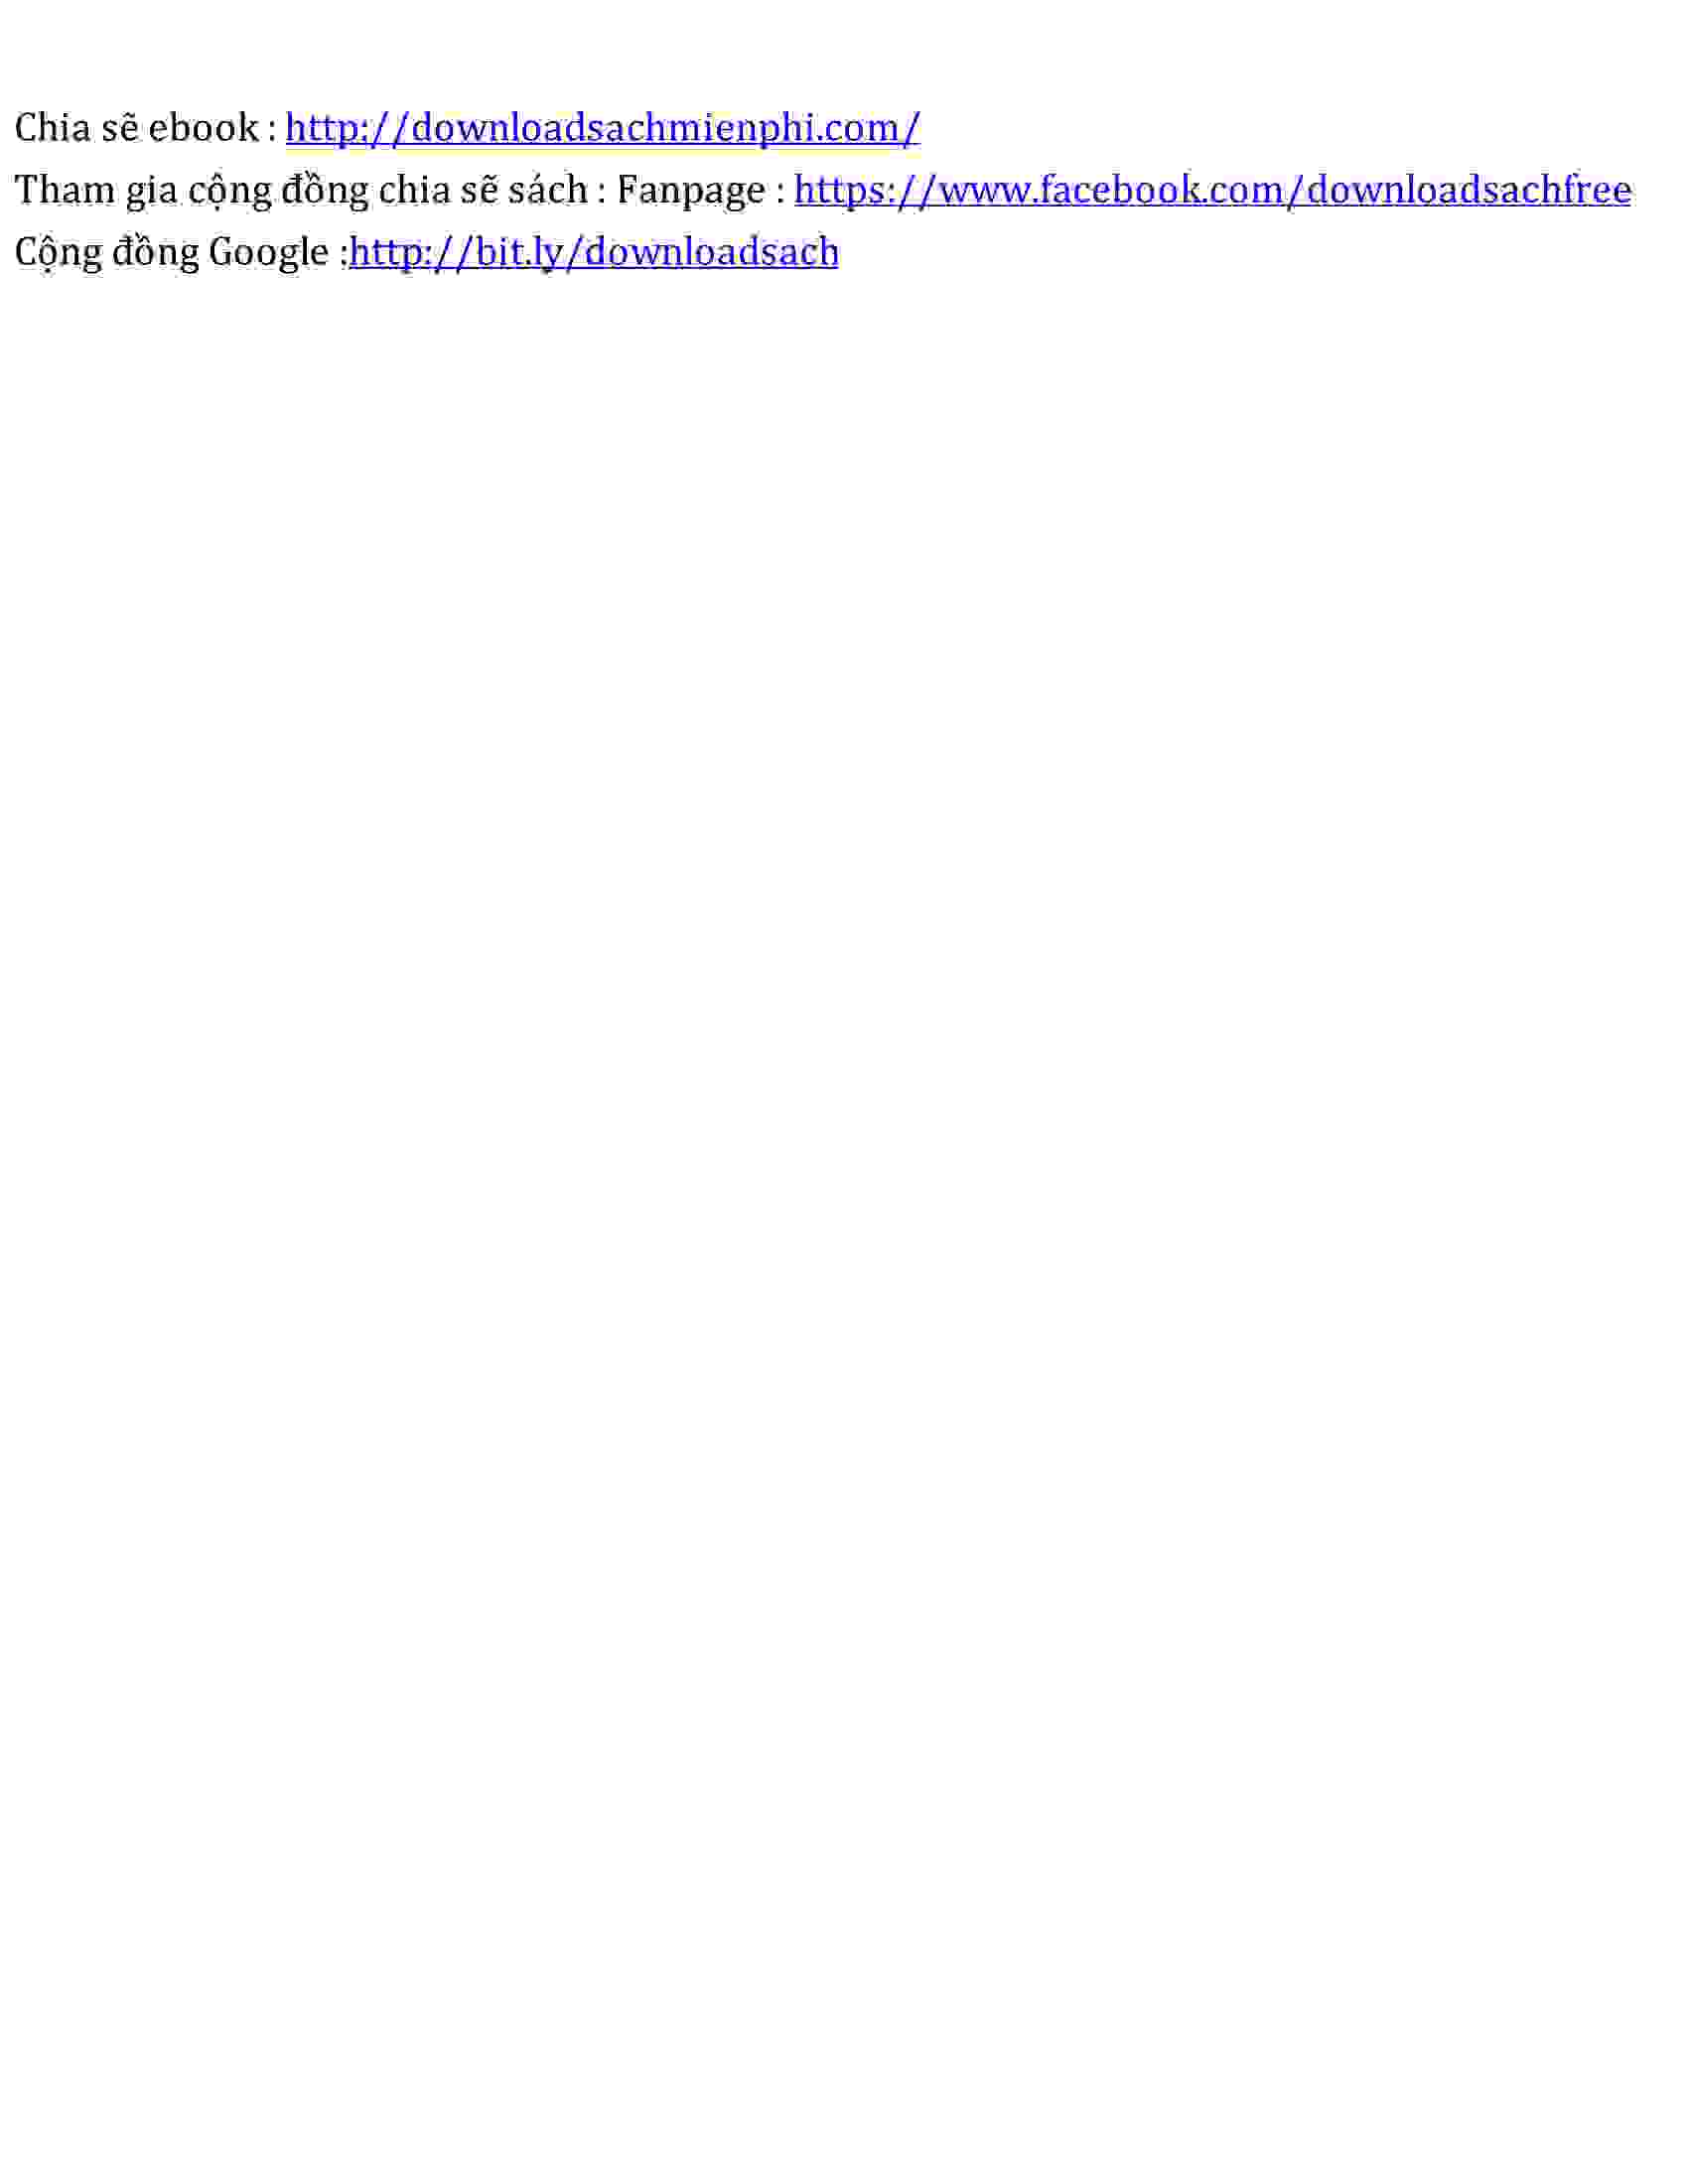 Chia sẽ ebook : http://downloadsachmienphi.com/
Tham gia cộng đồng chia sẽ sách : Fanpage : https://www.facebook.com/downloadsachfree
Cộng đồng Google :http://bit.ly/downloadsach